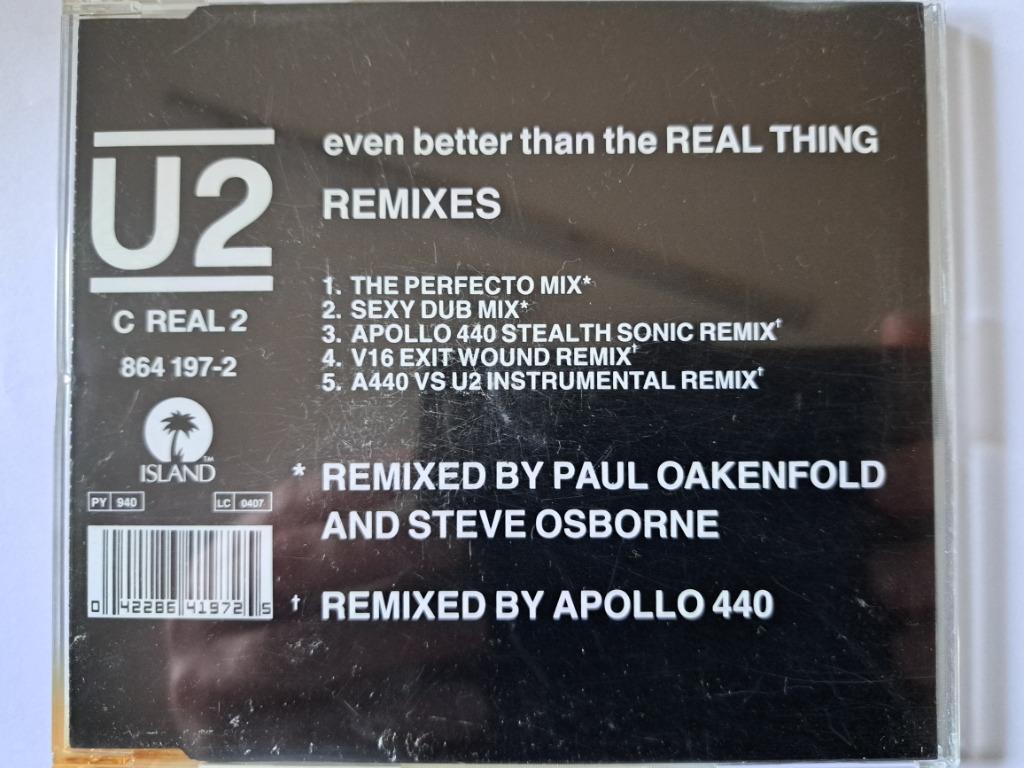 U2
C REAL 2
864 197-2
ISLAND™
PY 940
LC 0407
0 42286 41972 5
even better than the REAL THING
REMIXES
1. THE PERFECTO MIX*
2. SEXY DUB MIX*
3. APOLLO 440 STEALTH SONIC REMIX†
4. V16 EXIT WOUND REMIX†
5. A440 VS U2 INSTRUMENTAL REMIX†
* REMIXED BY PAUL OAKENFOLD
AND STEVE OSBORNE
† REMIXED BY APOLLO 440